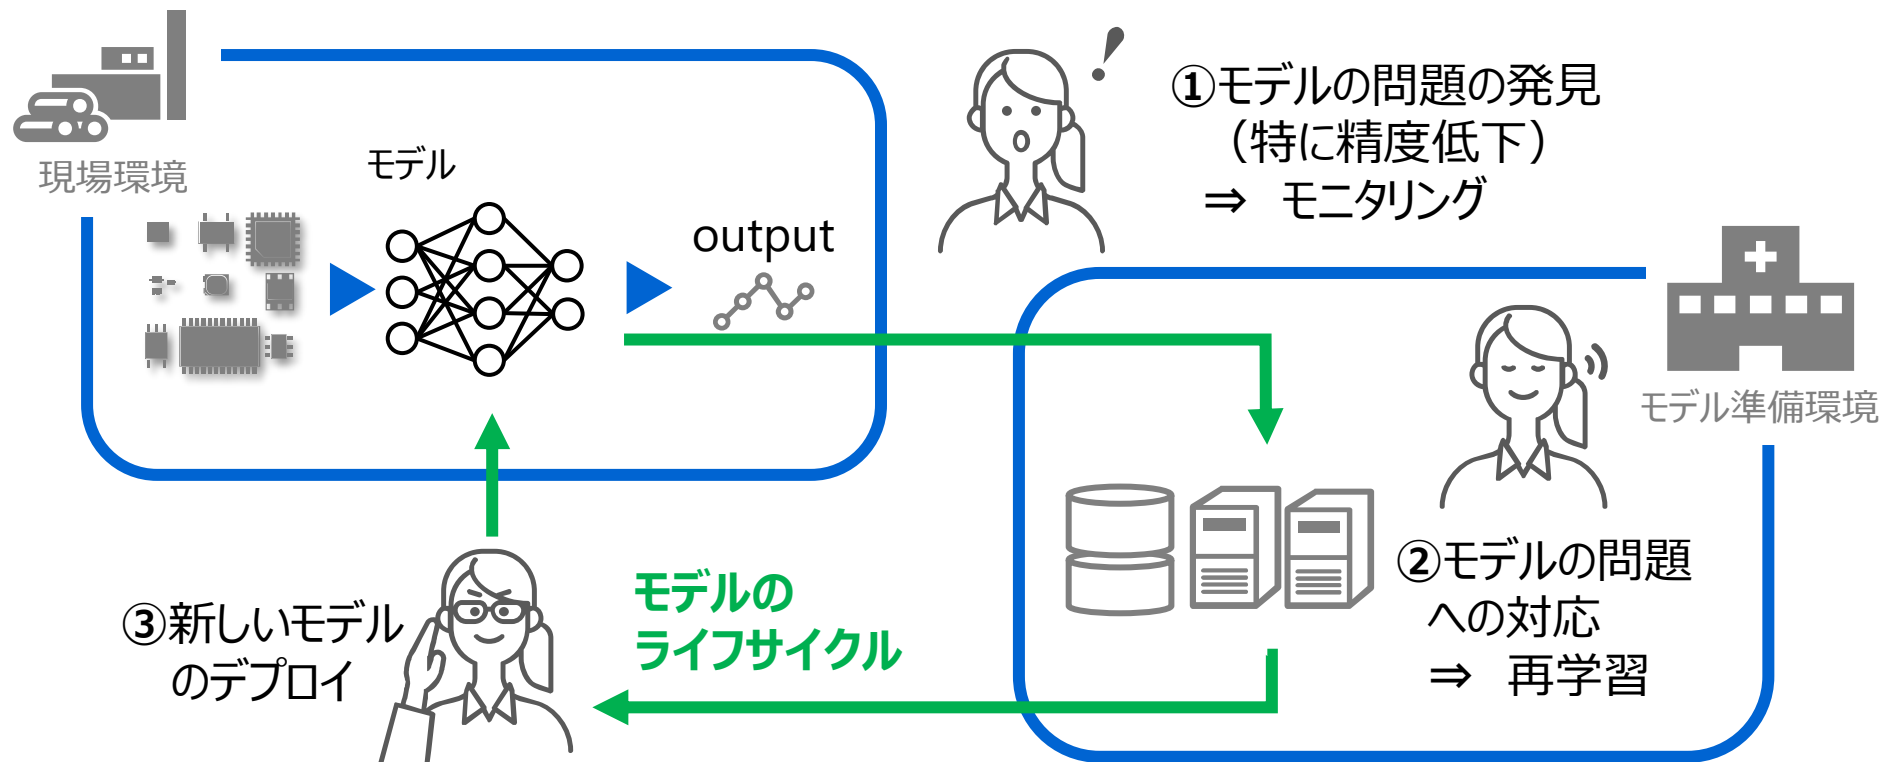 現場環境
モデル
output
①モデルの問題の発見
（特に精度低下）
⇒ モニタリング
モデル準備環境
②モデルの問題
への対応
⇒ 再学習
モデルの
ライフサイクル
③新しいモデル
のデプロイ